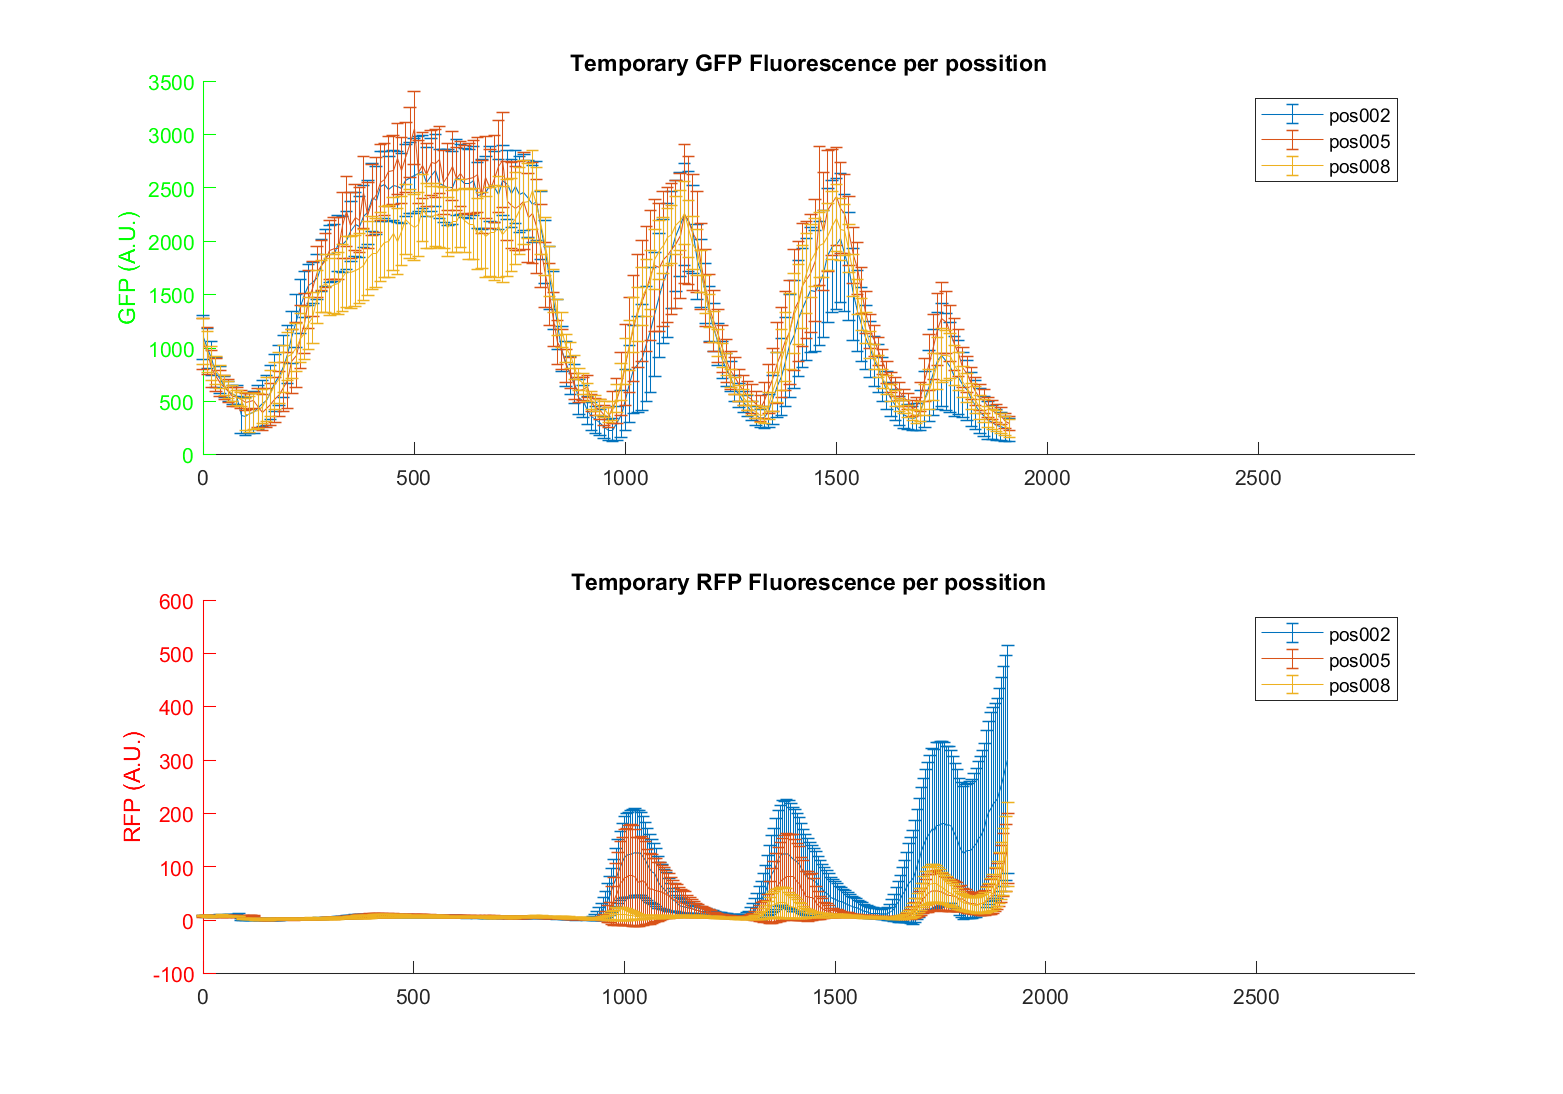 Temporary GFP Fluorescence per possition
GFP (A.U.)
3500
3000
2500
2000
1500
1000
500
0
0 500 1000 1500 2000 2500
pos002
pos005
pos008
Temporary RFP Fluorescence per possition
RFP (A.U.)
600
500
400
300
200
100
0
-100
0 500 1000 1500 2000 2500
pos002
pos005
pos008